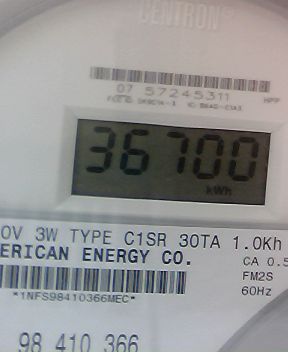 CENTRON®
07 57245311
36700
kWh
0V 3W TYPE C1SR 30TA 1.0Kh
ERICAN ENERGY CO.
CA 0.5
FM2S
*1NFS98410366MEC*
60Hz
98 410 366